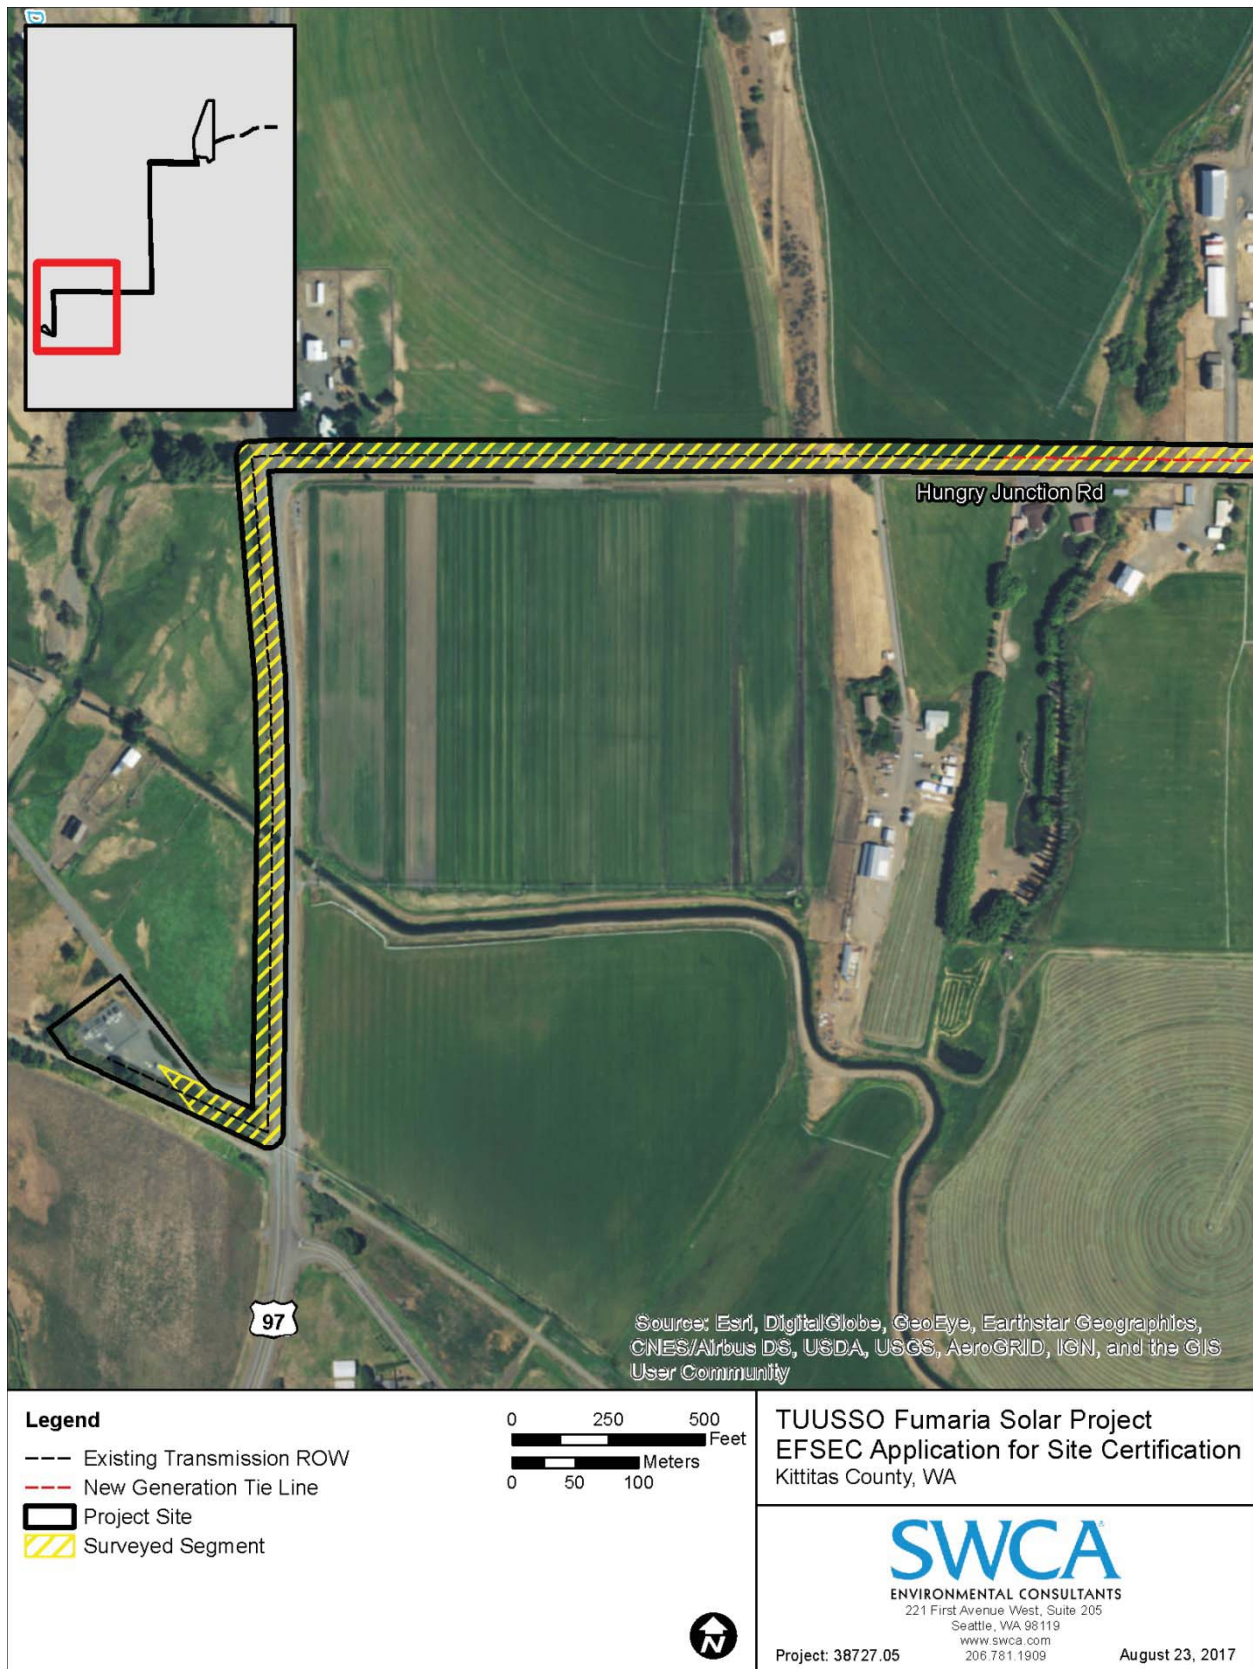 Hungry Junction Rd
97
Source: Esri, DigitalGlobe, GeoEye, Earthstar Geographics,
CNES/Airbus DS, USDA, USGS, AeroGRID, IGN, and the GIS
User Community
Legend
Existing Transmission ROW
New Generation Tie Line
Project Site
Surveyed Segment
0 250 500
Feet
Meters
0 50 100
N
TUUSSO Fumaria Solar Project
EFSEC Application for Site Certification
Kittitas County, WA
SWCA
ENVIRONMENTAL CONSULTANTS
221 First Avenue West, Suite 205
Seattle, WA 98119
www.swca.com
206.781.1909
Project: 38727.05
August 23, 2017